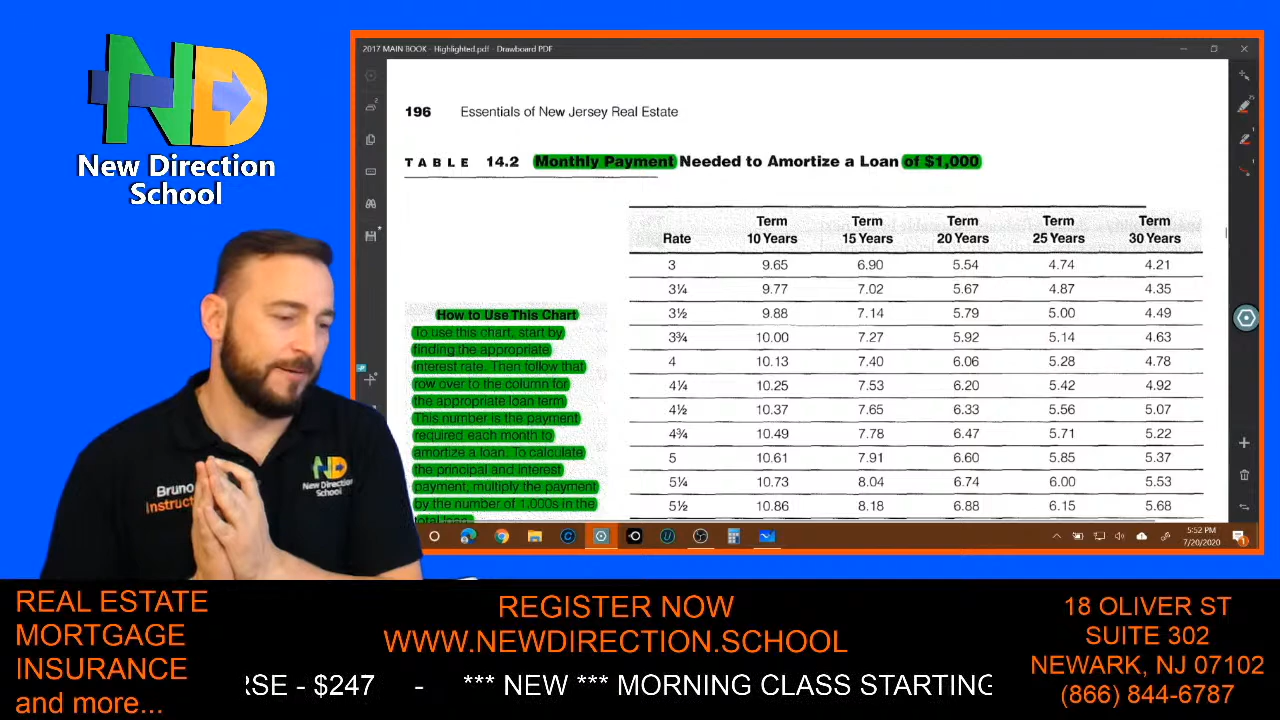 ND
New Direction
School
Bruno
Instruct
ND
New Direction
School
2017 MAIN BOOK - Highlighted.pdf - Drawboard PDF
196 Essentials of New Jersey Real Estate
TABLE 14.2 Monthly Payment Needed to Amortize a Loan of $1,000
Rate Term 10 Years Term 15 Years Term 20 Years Term 25 Years Term 30 Years
3 9.65 6.90 5.54 4.74 4.21
3¼ 9.77 7.02 5.67 4.87 4.35
3½ 9.88 7.14 5.79 5.00 4.49
3¾ 10.00 7.27 5.92 5.14 4.63
4 10.13 7.40 6.06 5.28 4.78
4¼ 10.25 7.53 6.20 5.42 4.92
4½ 10.37 7.65 6.33 5.56 5.07
4¾ 10.49 7.78 6.47 5.71 5.22
5 10.61 7.91 6.60 5.85 5.37
5¼ 10.73 8.04 6.74 6.00 5.53
5½ 10.86 8.18 6.88 6.15 5.68
How to Use This Chart
To use this chart, start by
finding the appropriate
interest rate. Then follow that
row over to the column for
the appropriate loan term
This number is the payment
required each month to
amortize a loan. To calculate
the principal and interest
payment, multiply the payment
by the number of 1,000s in the
total loan
5:52 PM
7/20/2020
REAL ESTATE
MORTGAGE
INSURANCE
and more...
REGISTER NOW
WWW.NEWDIRECTION.SCHOOL
RSE - $247 - *** NEW *** MORNING CLASS STARTING
18 OLIVER ST
SUITE 302
NEWARK, NJ 07102
(866) 844-6787